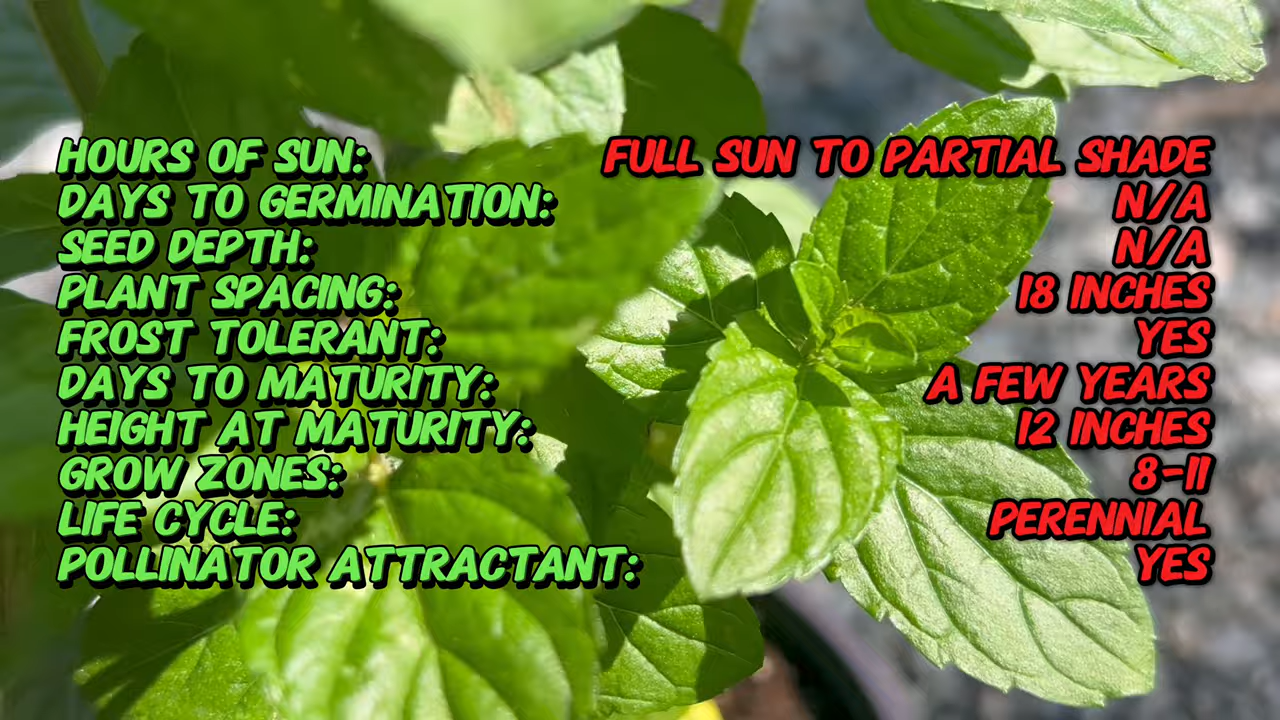 HOURS OF SUN: FULL SUN TO PARTIAL SHADE
DAYS TO GERMINATION: N/A
SEED DEPTH: N/A
PLANT SPACING: 18 INCHES
FROST TOLERANT: YES
DAYS TO MATURITY: A FEW YEARS
HEIGHT AT MATURITY: 12 INCHES
GROW ZONES: 8-11
LIFE CYCLE: PERENNIAL
POLLINATOR ATTRACTANT: YES